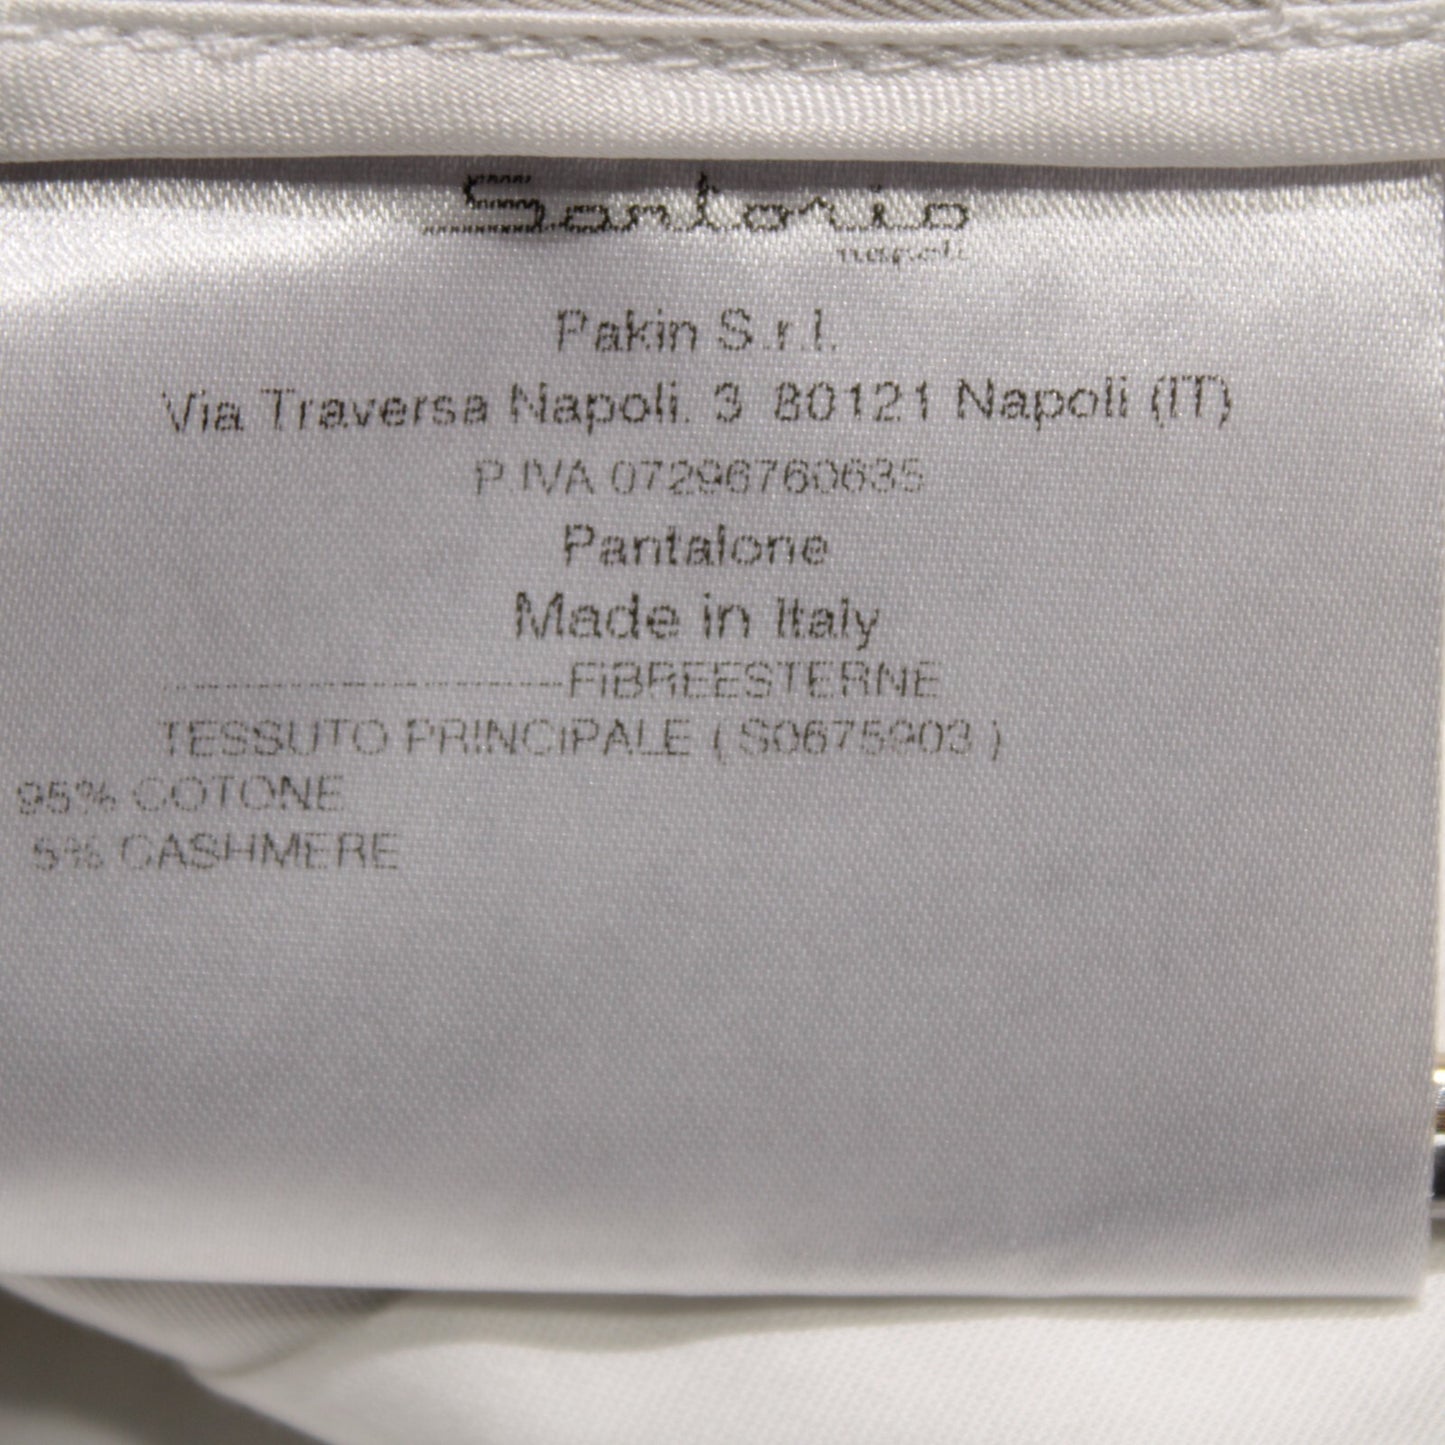 Sartorio
napoli
Pakin S.r.l.
Via Traversa Napoli. 3 80121 Napoli (IT)
P.IVA 07296760635
Pantalone
Made in Italy
FIBREESTERNE
TESSUTO PRINCIPALE ( S0675903 )
95% COTONE
5% CASHMERE